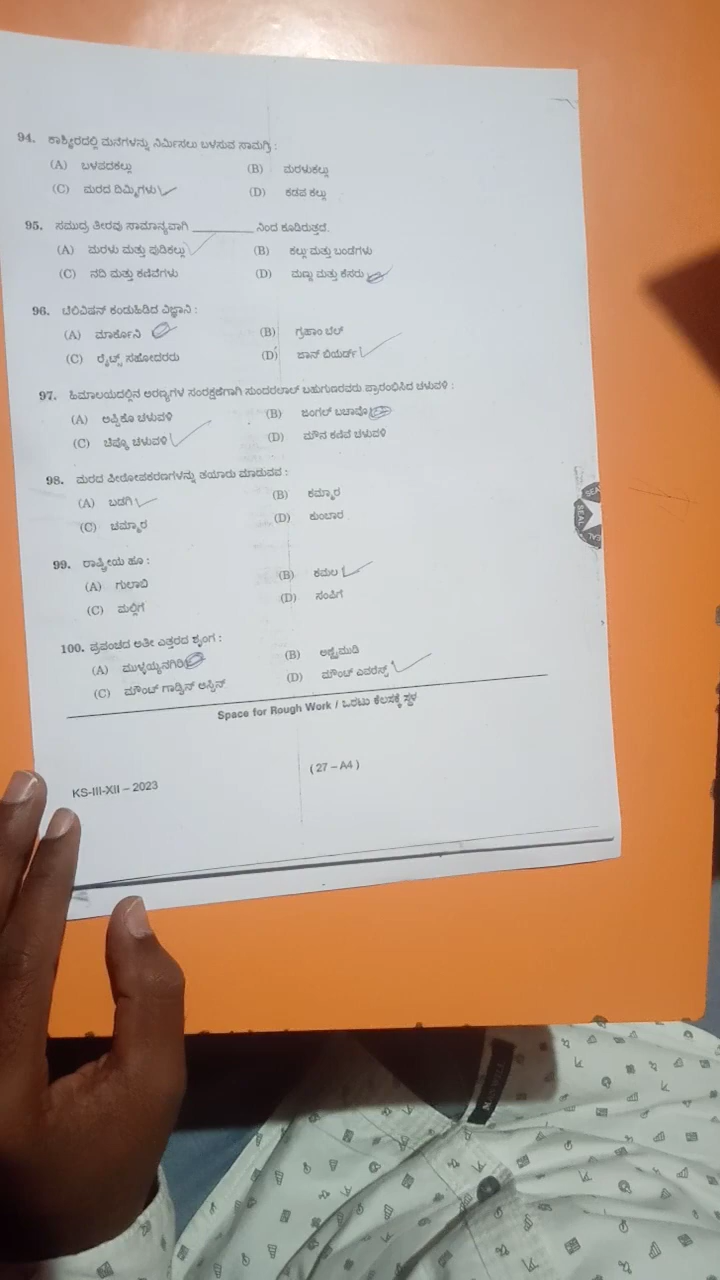 94. ಕಾಶ್ಮೀರದಲ್ಲಿ ಮನೆಗಳನ್ನು ನಿರ್ಮಿಸಲು ಬಳಸುವ ಸಾಮಗ್ರಿ :
(A) ಬಳಪದಕಲ್ಲು (B) ಮರಳುಕಲ್ಲು
(C) ಮರದ ದಿಮ್ಮಿಗಳು (D) ಕಡಪ ಕಲ್ಲು
95. ಸಮುದ್ರ ತೀರವು ಸಾಮಾನ್ಯವಾಗಿ __________ ನಿಂದ ಕೂಡಿರುತ್ತದೆ.
(A) ಮರಳು ಮತ್ತು ಪುಡಿಕಲ್ಲು (B) ಕಲ್ಲು ಮತ್ತು ಬಂಡೆಗಳು
(C) ನದಿ ಮತ್ತು ಕಣಿವೆಗಳು (D) ಮಣ್ಣು ಮತ್ತು ಕೆಸರು
96. ಟೆಲಿವಿಷನ್ ಕಂಡುಹಿಡಿದ ವಿಜ್ಞಾನಿ :
(A) ಮಾರ್ಕೊನಿ (B) ಗ್ರಹಾಂ ಬೆಲ್
(C) ರೈಟ್ಸ್ ಸಹೋದರರು (D) ಜಾನ್ ಬಿಯರ್ಡ್
97. ಹಿಮಾಲಯದಲ್ಲಿನ ಅರಣ್ಯಗಳ ಸಂರಕ್ಷಣೆಗಾಗಿ ಸುಂದರಲಾಲ್ ಬಹುಗುಣರವರು ಪ್ರಾರಂಭಿಸಿದ ಚಳುವಳಿ :
(A) ಅಪ್ಪಿಕೊ ಚಳುವಳಿ (B) ಜಂಗಲ್ ಬಚಾವೊ
(C) ಚಿಪ್ಕೊ ಚಳುವಳಿ (D) ಮೌನ ಕಣಿವೆ ಚಳುವಳಿ
98. ಮರದ ಪೀಠೋಪಕರಣಗಳನ್ನು ತಯಾರು ಮಾಡುವವ :
(A) ಬಡಗಿ (B) ಕಮ್ಮಾರ
(C) ಚಮ್ಮಾರ (D) ಕುಂಬಾರ
99. ರಾಷ್ಟ್ರೀಯ ಹೂ :
(A) ಗುಲಾಬಿ (B) ಕಮಲ
(C) ಮಲ್ಲಿಗೆ (D) ಸಂಪಿಗೆ
100. ಪ್ರಪಂಚದ ಅತೀ ಎತ್ತರದ ಶೃಂಗ :
(A) ಮುಳ್ಳಯ್ಯನಗಿರಿ (B) ಅಣ್ಣೈಮುಡಿ
(C) ಮೌಂಟ್ ಗಾಡ್ವಿನ್ ಆಸ್ಟಿನ್ (D) ಮೌಂಟ್ ಎವರೆಸ್ಟ್
Space for Rough Work / ಒರಟು ಕೆಲಸಕ್ಕೆ ಸ್ಥಳ
KS-III-XII – 2023 ( 27 – A4 )
SEAL